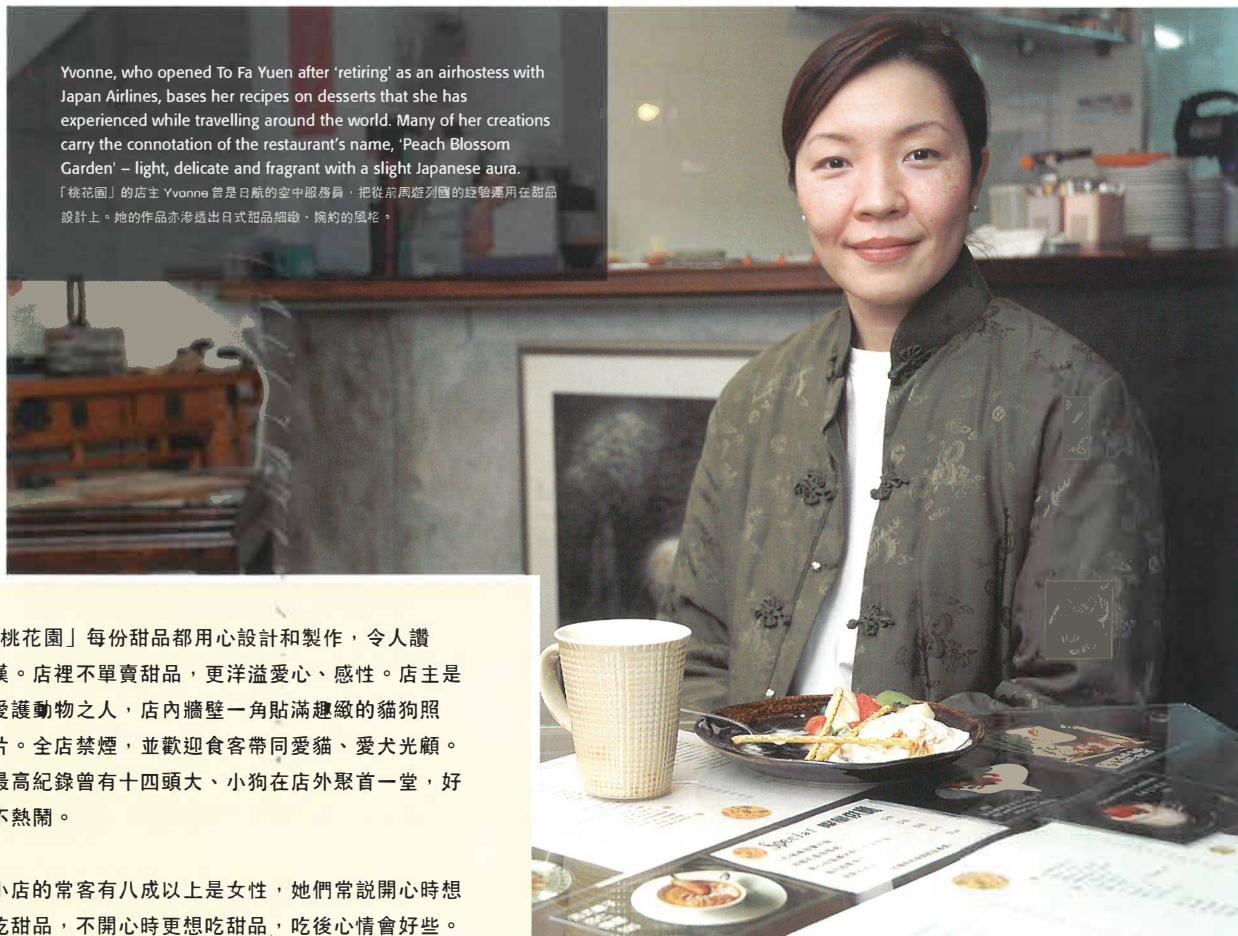 Yvonne, who opened To Fa Yuen after 'retiring' as an airhostess with
Japan Airlines, bases her recipes on desserts that she has
experienced while travelling around the world. Many of her creations
carry the connotation of the restaurant's name, 'Peach Blossom
Garden' – light, delicate and fragrant with a slight Japanese aura.
「桃花園」的店主 Yvonne 曾是日航的空中服務員，把從前周遊列國的經驗運用在甜品
設計上。她的作品亦滲透出日式甜品細緻、婉約的風格。
桃花園」每份甜品都用心設計和製作，令人讚
嘆。店裡不單賣甜品，更洋溢愛心、感性。店主是
愛護動物之人，店內牆壁一角貼滿趣緻的貓狗照
片。全店禁煙，並歡迎食客帶同愛貓、愛犬光顧。
最高紀錄曾有十四頭大、小狗在店外聚首一堂，好
不熱鬧。
小店的常客有八成以上是女性，她們常説開心時想
吃甜品，不開心時更想吃甜品，吃後心情會好些。
Special